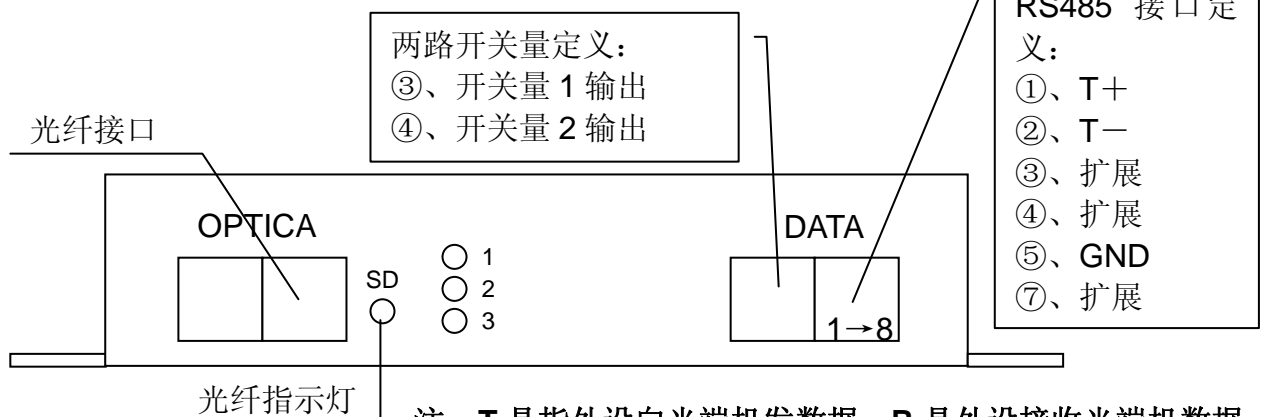 两路开关量定义：
③、开关量 1 输出
④、开关量 2 输出
RS485 接口定
义：
①、T＋
②、T－
③、扩展
④、扩展
⑤、GND
⑦、扩展
光纤接口
OPTICA
DATA
SD
1
2
3
1→8
光纤指示灯
注 T 是指外设向光端机发数据 R 是外设接收光端机数据